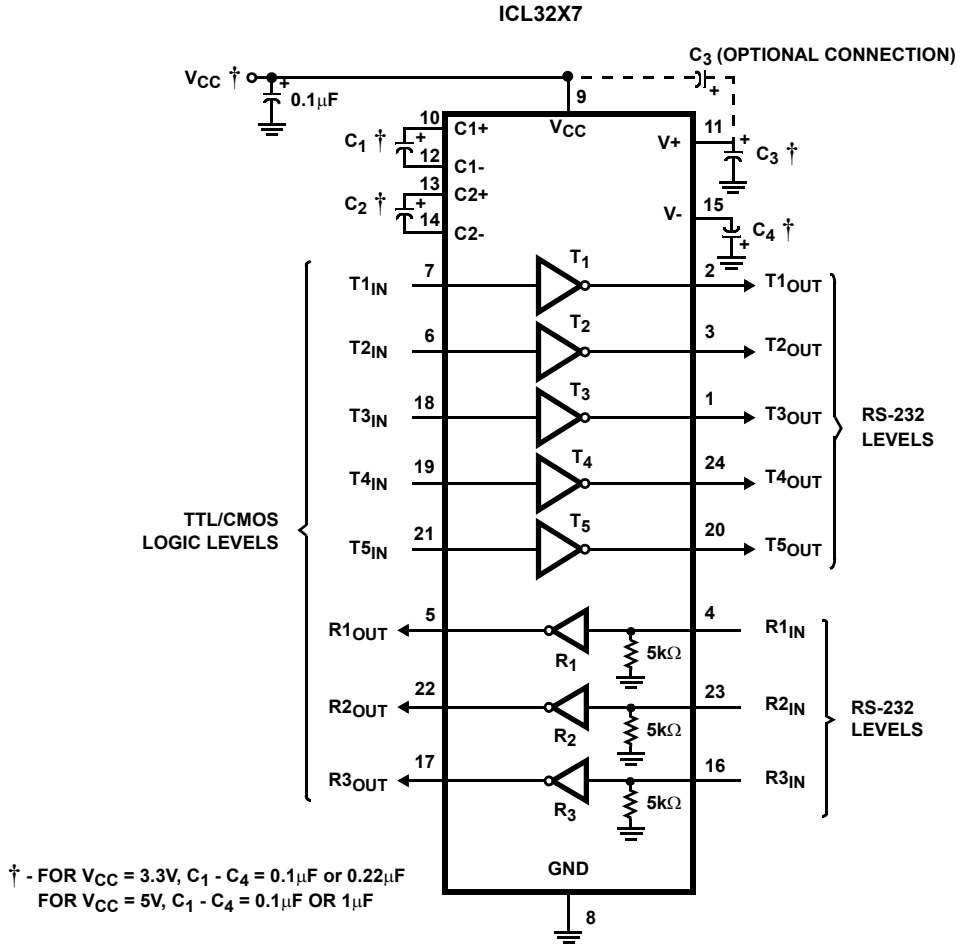 ICL32X7
C3 (OPTIONAL CONNECTION)
VCC †
+
0.1μF
+
9
VCC
10
C1+
C1 †
+
12
C1-
13
C2+
C2 †
+
14
C2-
11
V+
+
C3 †
15
V-
C4 †
+
T1IN
7
T1
2
T1OUT
T2IN
6
T2
3
T2OUT
T3IN
18
T3
1
T3OUT
T4IN
19
T4
24
T4OUT
T5IN
21
T5
20
T5OUT
TTL/CMOS
LOGIC LEVELS
RS-232
LEVELS
R1OUT
5
R1
5kΩ
4
R1IN
R2OUT
22
R2
5kΩ
23
R2IN
R3OUT
17
R3
5kΩ
16
R3IN
RS-232
LEVELS
GND
8
† - FOR VCC = 3.3V, C1 - C4 = 0.1μF or 0.22μF
FOR VCC = 5V, C1 - C4 = 0.1μF OR 1μF